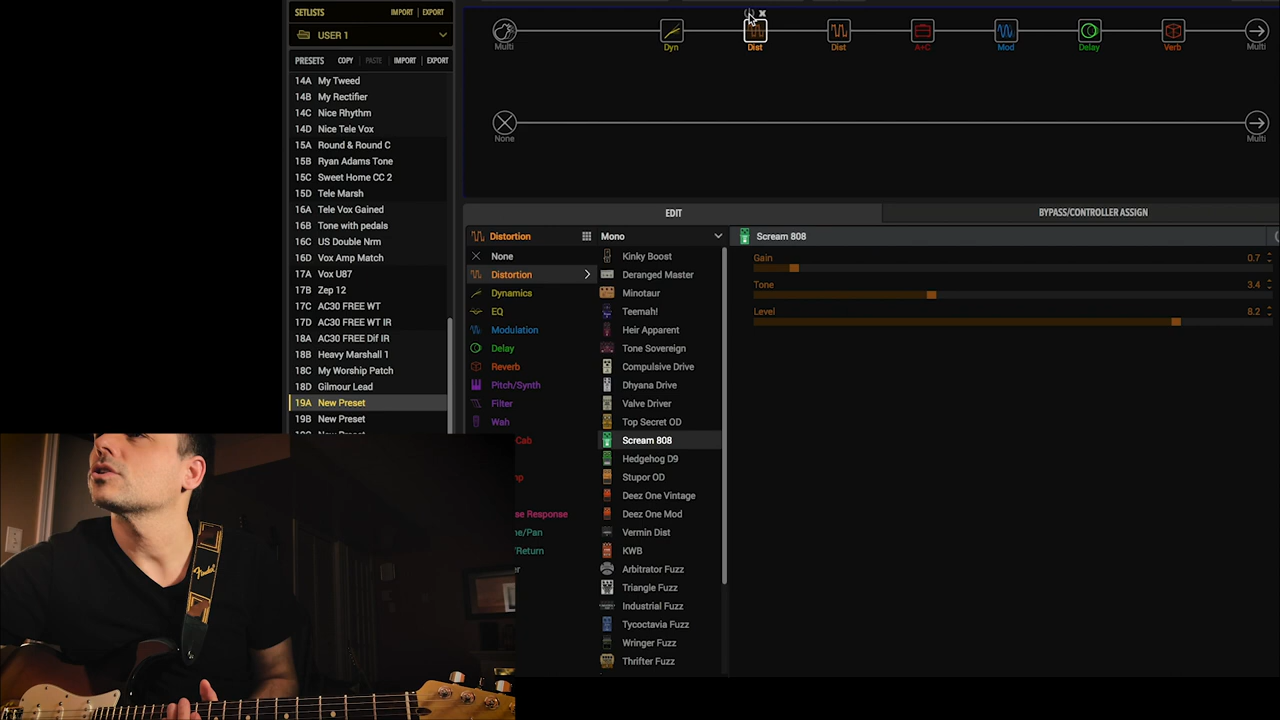 SETLISTS IMPORT EXPORT
USER 1
PRESETS COPY PASTE IMPORT EXPORT
14A My Tweed
14B My Rectifier
14C Nice Rhythm
14D Nice Tele Vox
15A Round & Round C
15B Ryan Adams Tone
15C Sweet Home CC 2
15D Tele Marsh
16A Tele Vox Gained
16B Tone with pedals
16C US Double Nrm
16D Vox Amp Match
17A Vox U87
17B Zep 12
17C AC30 FREE WT
17D AC30 FREE WT IR
18A AC30 FREE Dif IR
18B Heavy Marshall 1
18C My Worship Patch
18D Gilmour Lead
19A New Preset
19B New Preset
Multi Dyn Dist Dist A+C Mod Delay Verb Multi
None Multi
EDIT BYPASS/CONTROLLER ASSIGN
Distortion Mono
None
Distortion
Dynamics
EQ
Modulation
Delay
Reverb
Pitch/Synth
Filter
Wah
Cab
mp
se Response
e/Pan
/Return
er
Kinky Boost
Deranged Master
Minotaur
Teemah!
Heir Apparent
Tone Sovereign
Compulsive Drive
Dhyana Drive
Valve Driver
Top Secret OD
Scream 808
Hedgehog D9
Stupor OD
Deez One Vintage
Deez One Mod
Vermin Dist
KWB
Arbitrator Fuzz
Triangle Fuzz
Industrial Fuzz
Tycoctavia Fuzz
Wringer Fuzz
Thrifter Fuzz
Scream 808
Gain 0.7
Tone 3.4
Level 8.2
Fender